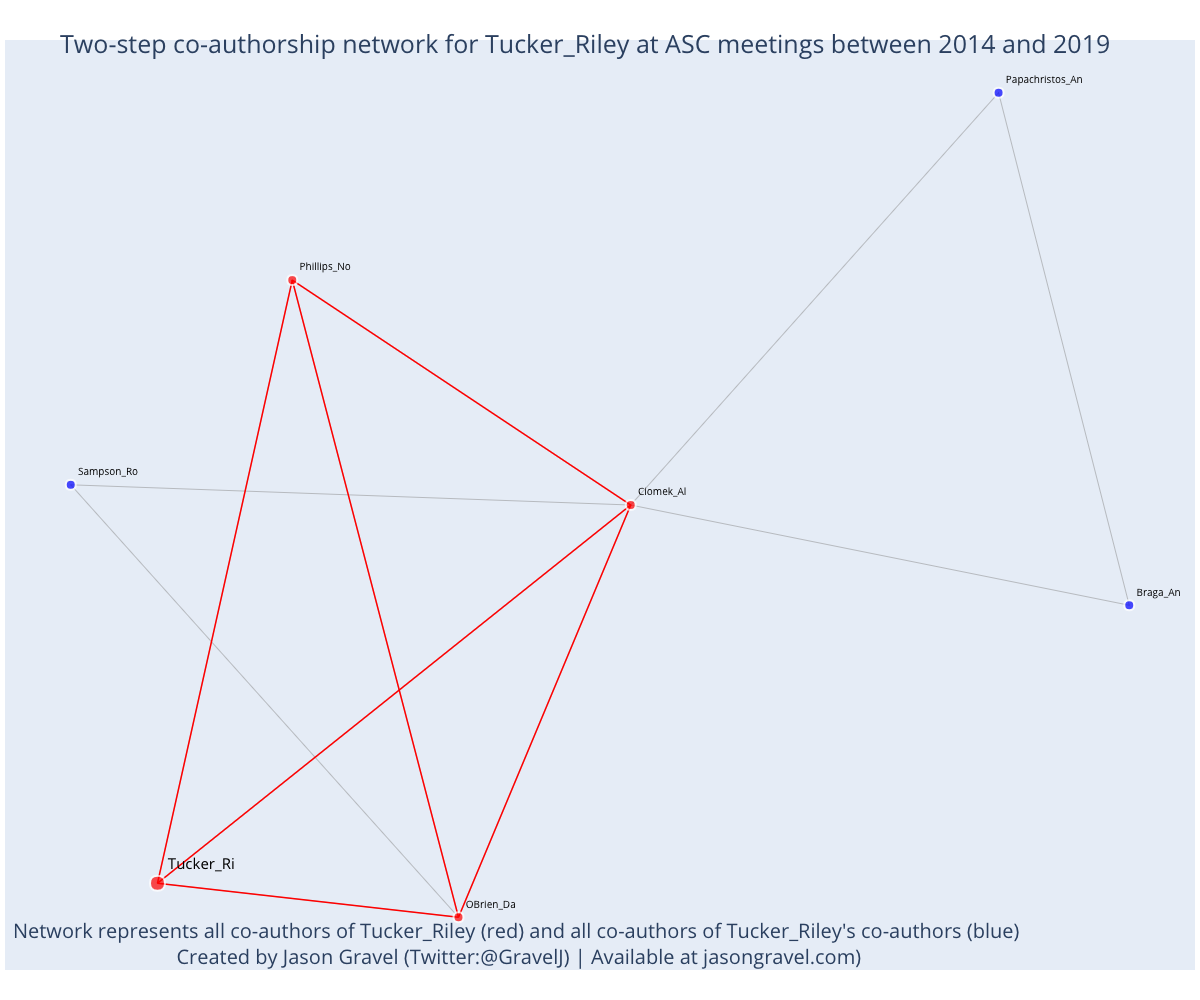 Two-step co-authorship network for Tucker_Riley at ASC meetings between 2014 and 2019
Papachristos_An
Phillips_No
Sampson_Ro
Ciomek_Al
Braga_An
Tucker_Ri
OBrien_Da
Network represents all co-authors of Tucker_Riley (red) and all co-authors of Tucker_Riley's co-authors (blue)
Created by Jason Gravel (Twitter:@GravelJ) | Available at jasongravel.com)